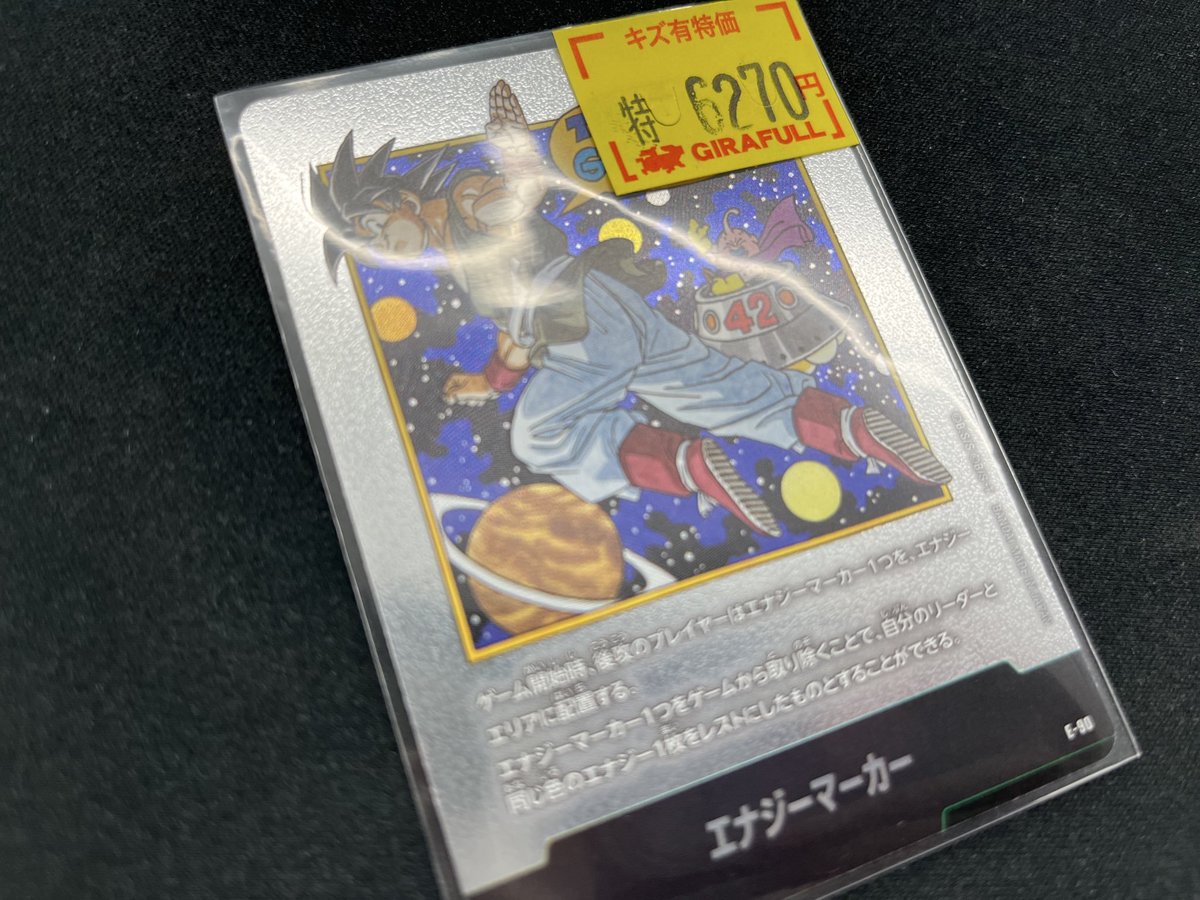 キズ有特価
特 6270円
GIRAFULL
42
ゲーム開始時、後攻のプレイヤーはエナジーマーカー1つを、エナジー
エリアに配置する。
エナジーマーカー1つをゲームから取り除くことで、自分のリーダーと
同じ色のエナジー1枚をレストにしたものとすることができる。
E-90
エナジーマーカー